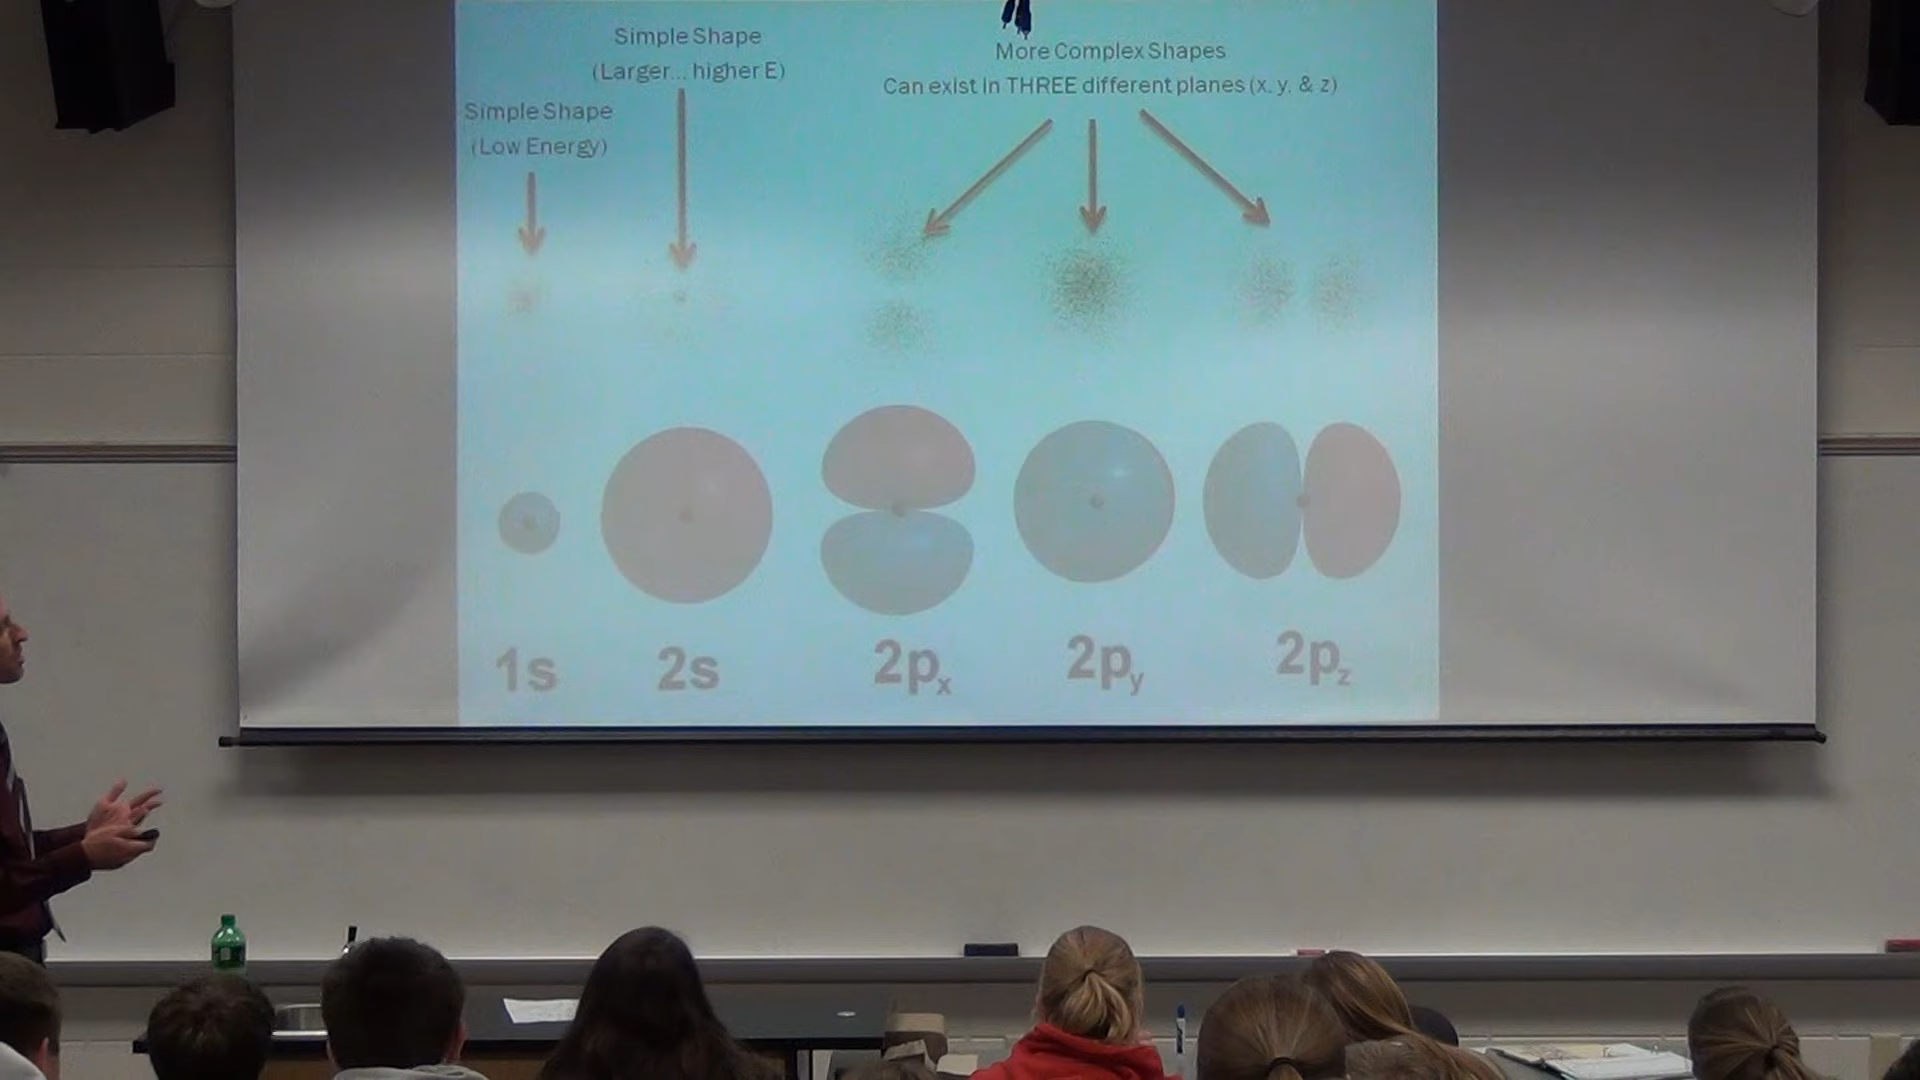 Simple Shape
(Low Energy)
Simple Shape
(Larger... higher E)
More Complex Shapes
Can exist in THREE different planes (x, y, & z)
1s
2s
2px
2py
2pz